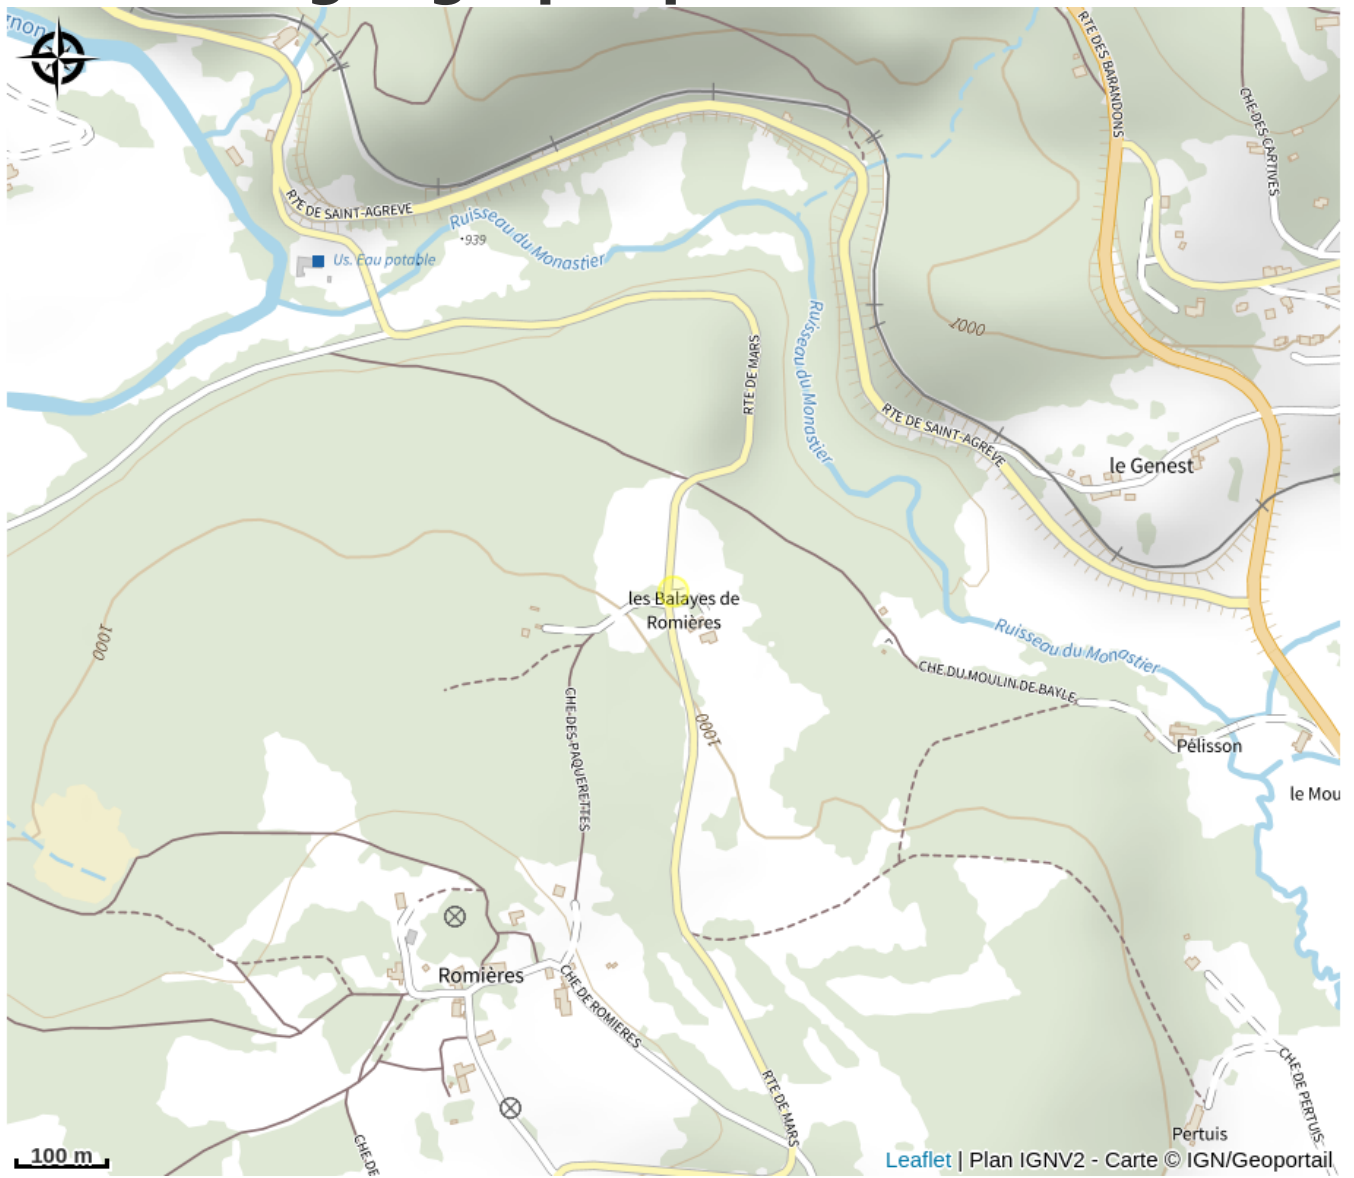 gnon
RTE DES BARANDONS
CHE DES CARTIVES
RTE DE SAINT-AGREVE
Ruisseau du Monastier
939
Us. Eau potable
Ruisseau du Monastier
1000
RTE DE MARS
RTE DE SAINT-AGREVE
le Genest
les Balayes de
Romières
1000
Ruisseau du Monastier
CHE DU MOULIN DE BAYLE
CHE DES PAQUERETTES
1000
Pélisson
le Mou
Romières
CHE DE ROMIERES
RTE DE MARS
CHE DE PERTUIS
Pertuis
CHE DE
100 m
Leaflet | Plan IGNV2 - Carte © IGN/Geoportail